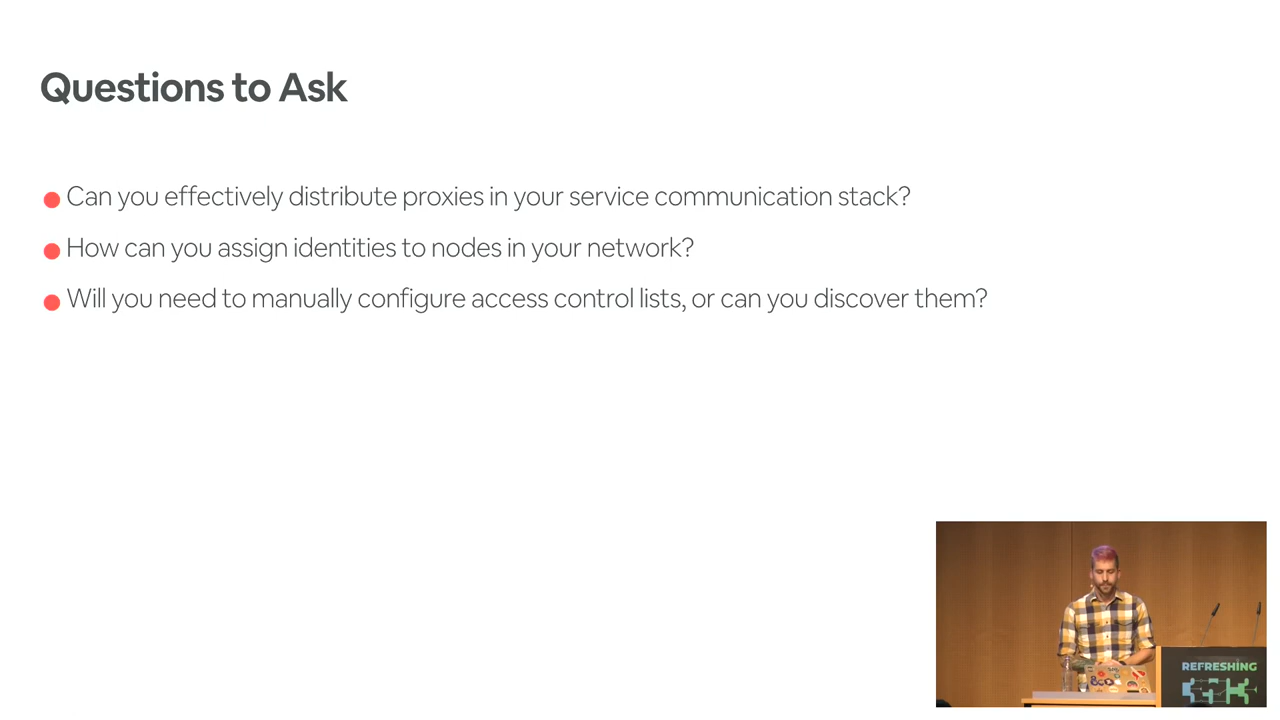 Questions to Ask
Can you effectively distribute proxies in your service communication stack?
How can you assign identities to nodes in your network?
Will you need to manually configure access control lists, or can you discover them?
REFRESHING